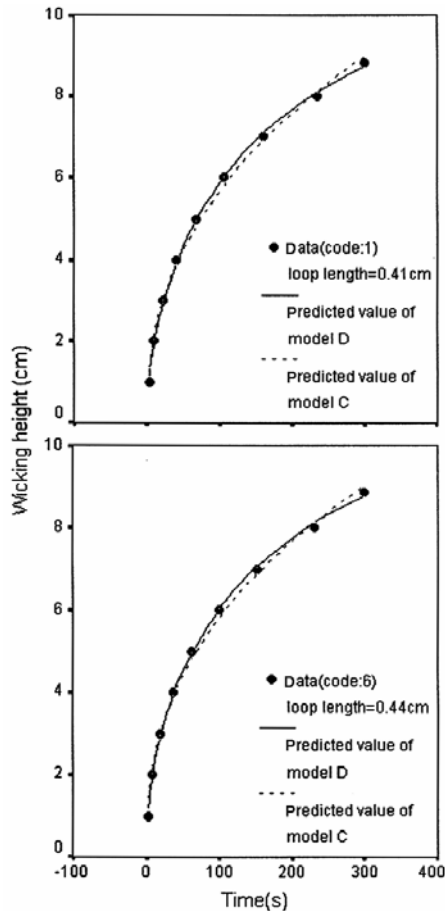 10
8
6
4
2
0
Data(code:1)
loop length=0.41cm
Predicted value of
model D
Predicted value of
model C
Wicking height (cm)
10
8
6
4
2
0
Data(code:6)
loop length=0.44cm
Predicted value of
model D
Predicted value of
model C
-100 0 100 200 300 400
Time(s)